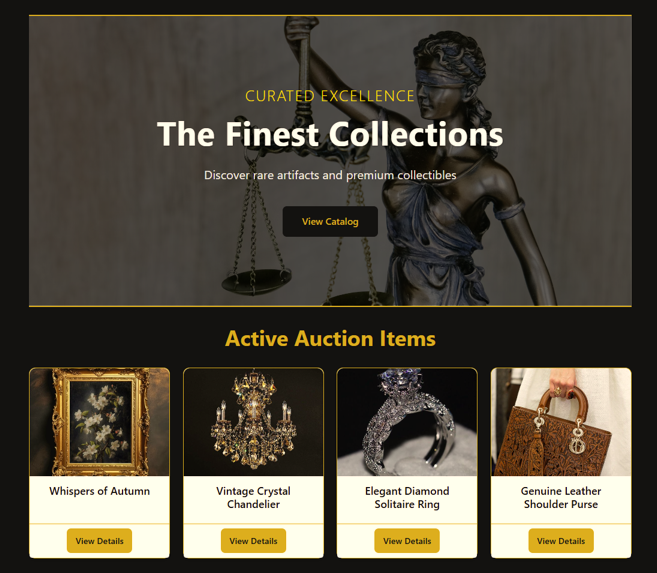 CURATED EXCELLENCE
The Finest Collections
Discover rare artifacts and premium collectibles
View Catalog
Active Auction Items
Whispers of Autumn
View Details
Vintage Crystal
Chandelier
View Details
Elegant Diamond
Solitaire Ring
View Details
Genuine Leather
Shoulder Purse
View Details